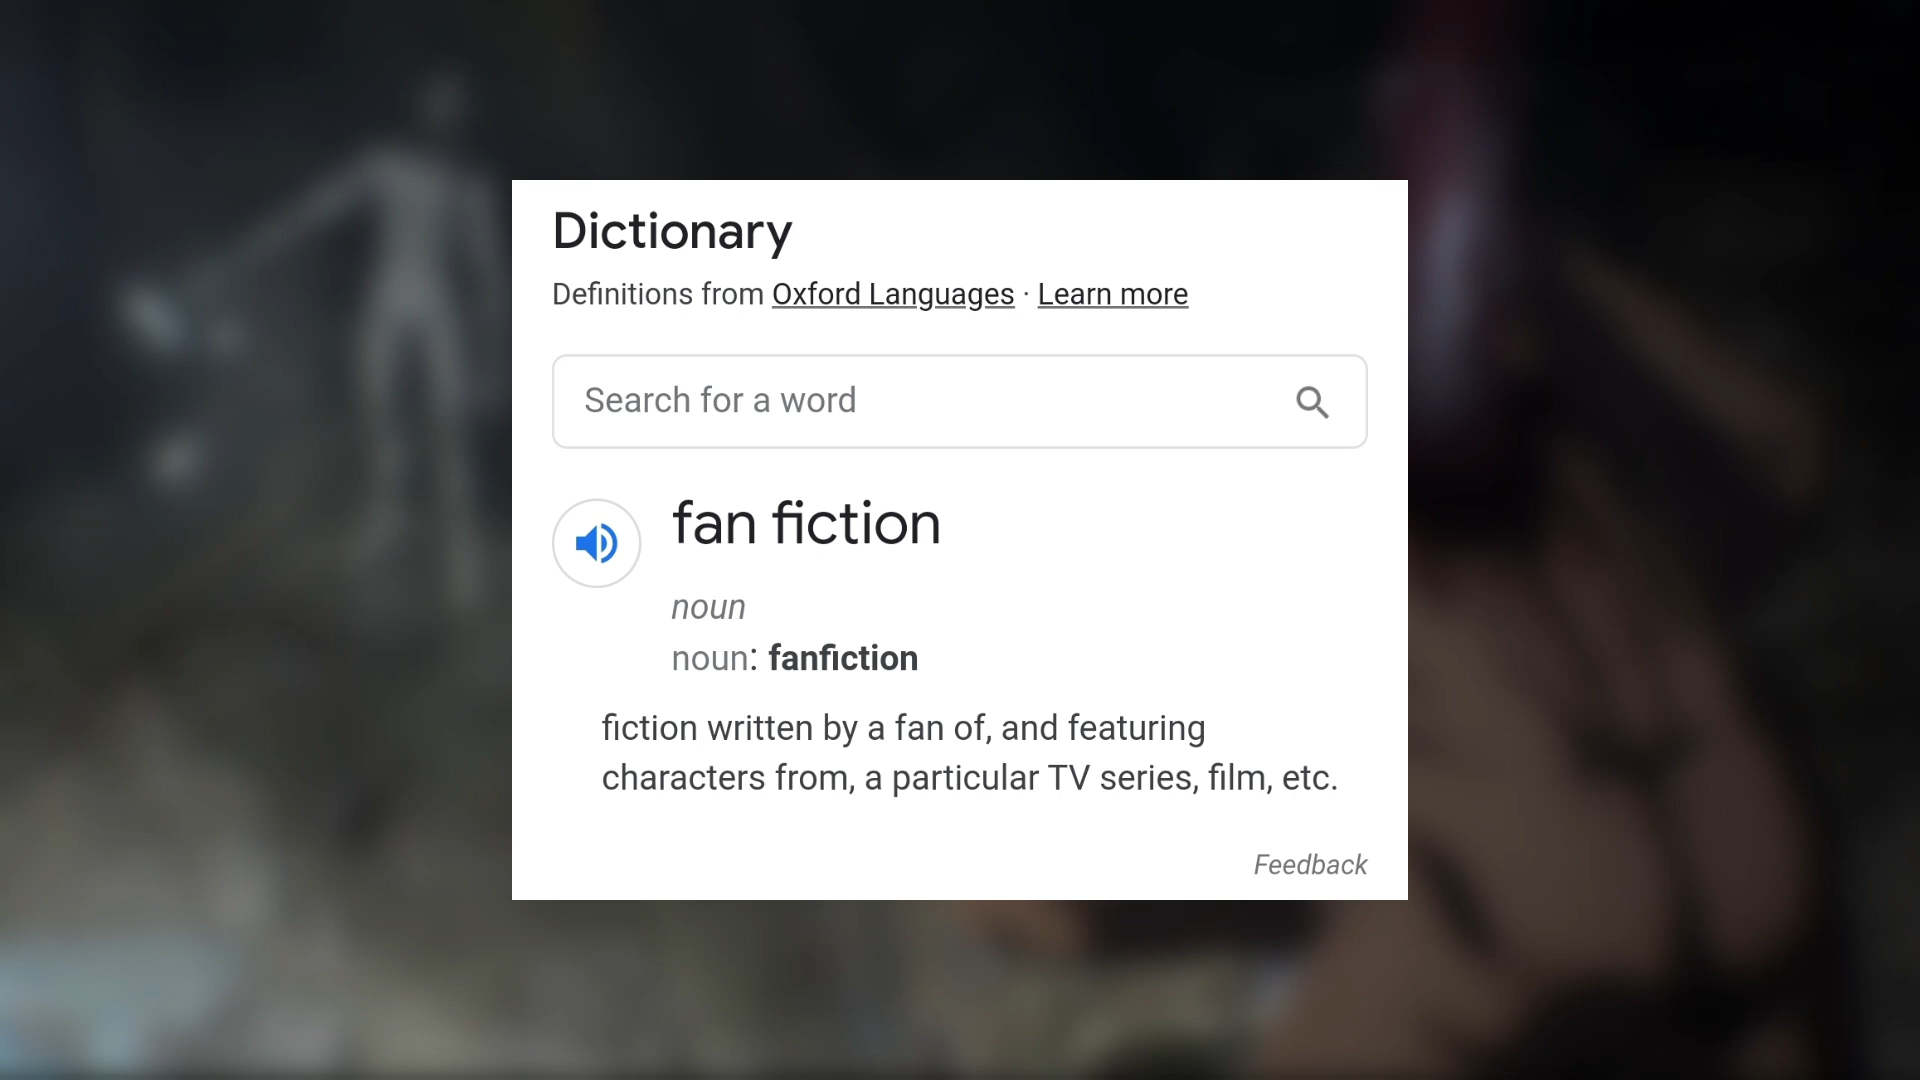 Dictionary
Definitions from Oxford Languages · Learn more
Search for a word
fan fiction
noun
noun: fanfiction
fiction written by a fan of, and featuring
characters from, a particular TV series, film, etc.
Feedback